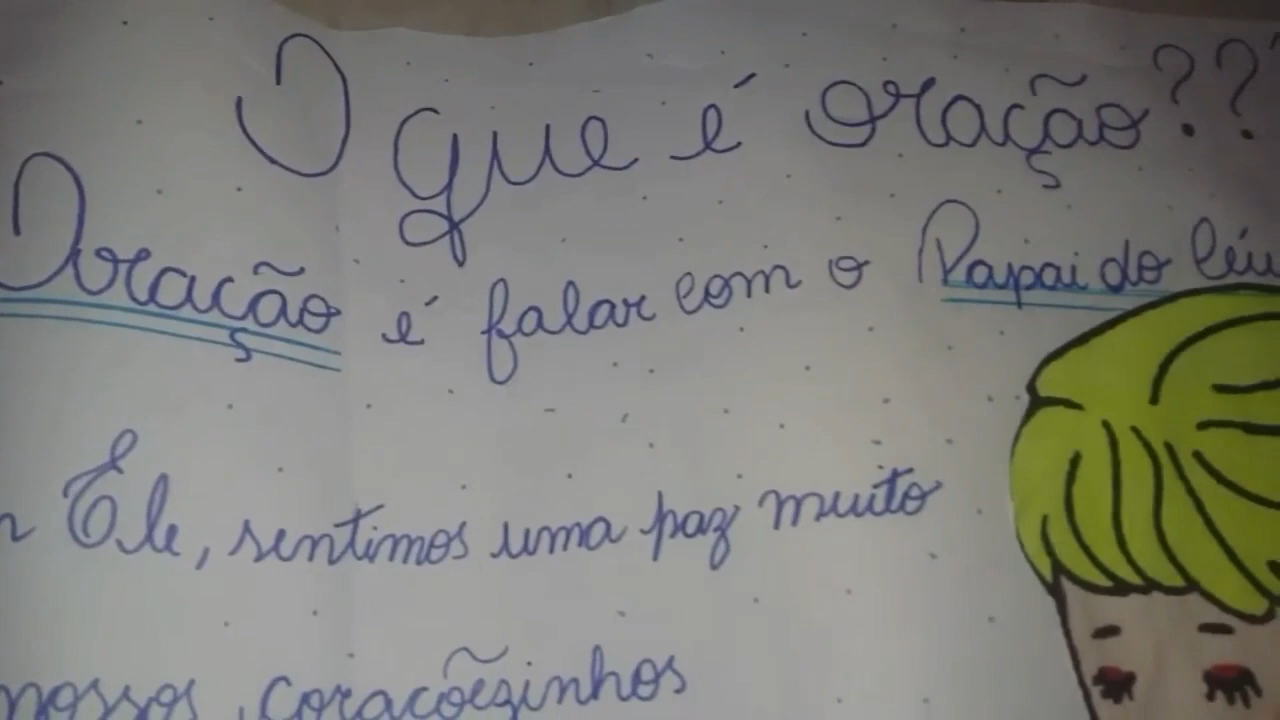 O que é oração??
Oração é falar com o Papai do Céu
Ele, sentimos uma paz muito
nossos coraçõezinhos